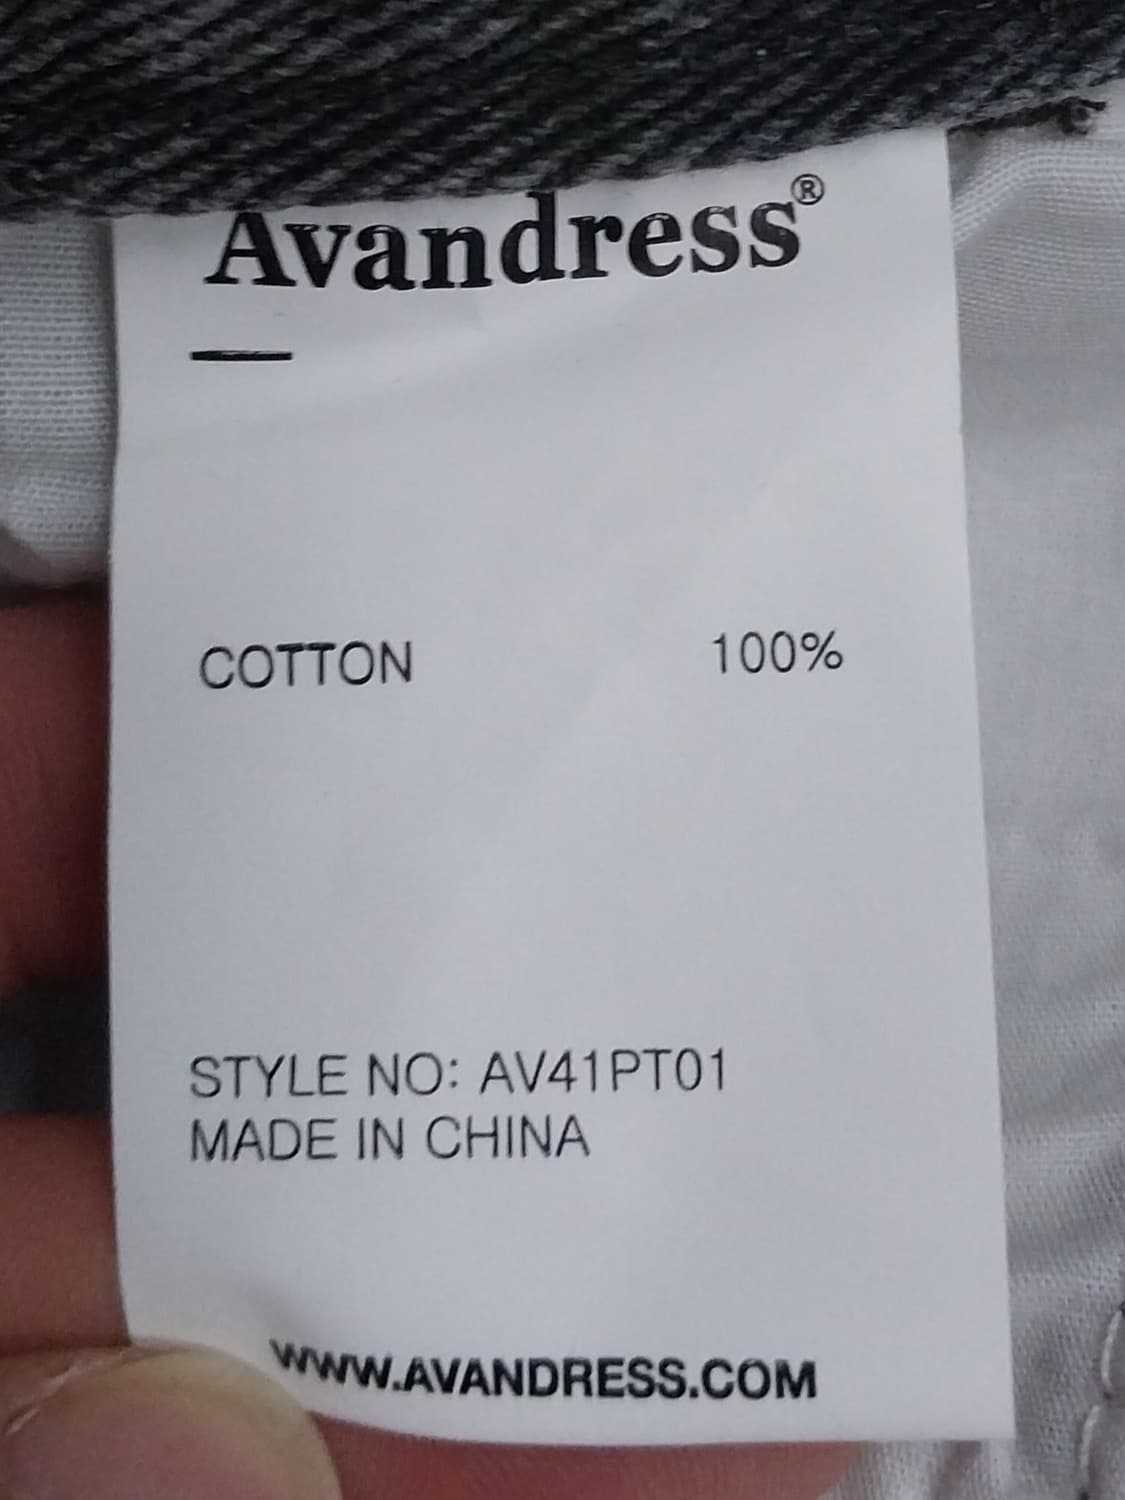 Avandress®
COTTON 100%
STYLE NO: AV41PT01
MADE IN CHINA
WWW.AVANDRESS.COM